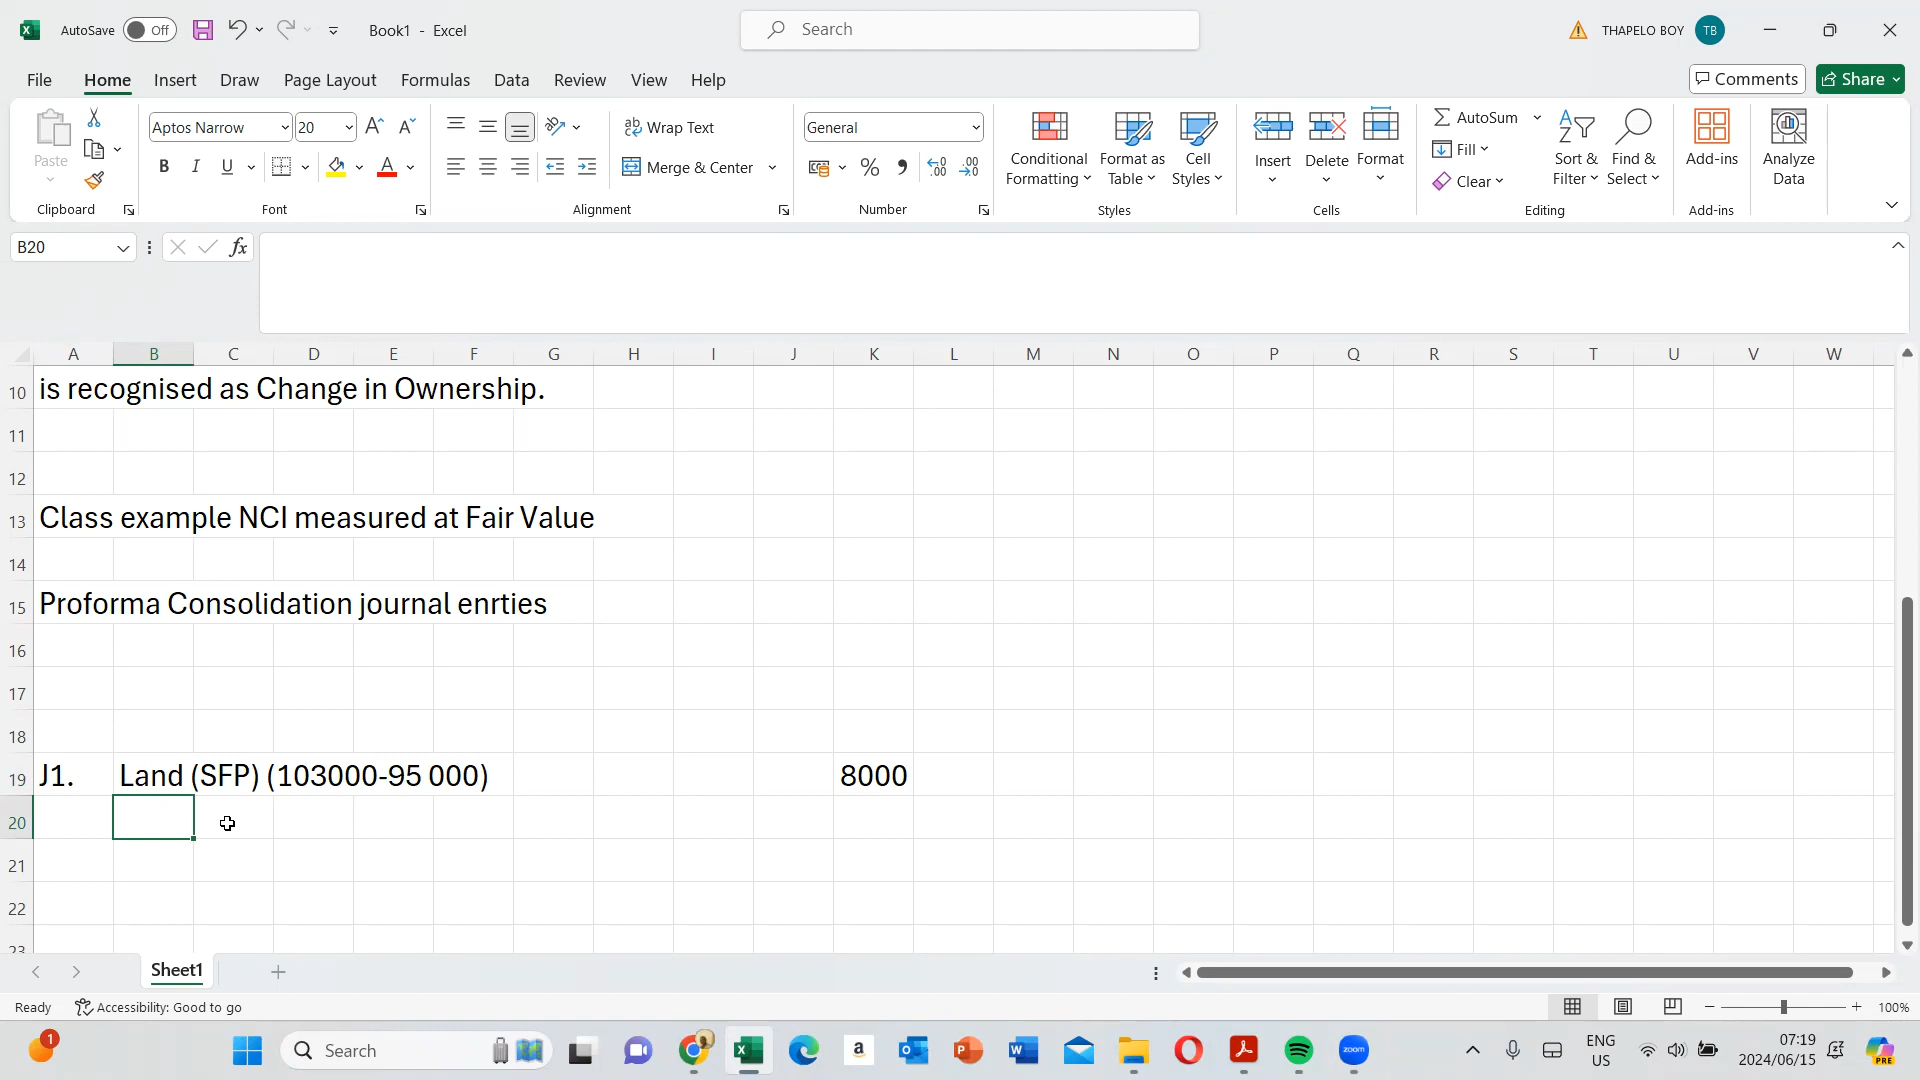 AutoSave Off Book1 - Excel Search THAPELO BOY TB
File Home Insert Draw Page Layout Formulas Data Review View Help Comments Share
Paste Aptos Narrow 20 Wrap Text General Conditional Formatting Format as Table Cell Styles Insert Delete Format AutoSum Sort & Filter Find & Select Add-ins Analyze Data
B I U A Merge & Center % Fill
Clear
Clipboard Font Alignment Number Styles Cells Editing Add-ins
B20 fx
A B C D E F G H I J K L M N O P Q R S T U V W
10 is recognised as Change in Ownership.
11
12
13 Class example NCI measured at Fair Value
14
15 Proforma Consolidation journal enrties
16
17
18
19 J1. Land (SFP) (103000-95 000) 8000
20
21
22
23
Sheet1
Ready Accessibility: Good to go 100%
1 Search a zoom ENG US 07:19 2024/06/15 PRE